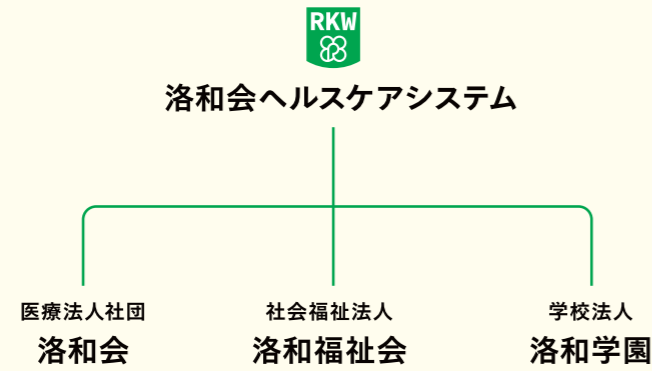 RKW
洛和会ヘルスケアシステム
医療法人社団
洛和会
社会福祉法人
洛和福祉会
学校法人
洛和学園